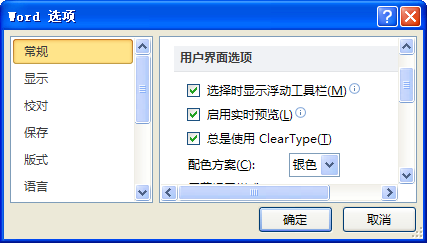 Word 选项
常规
显示
校对
保存
版式
语言
用户界面选项
选择时显示浮动工具栏(M)
启用实时预览(L)
总是使用 ClearType(T)
配色方案(C): 银色
确定 取消